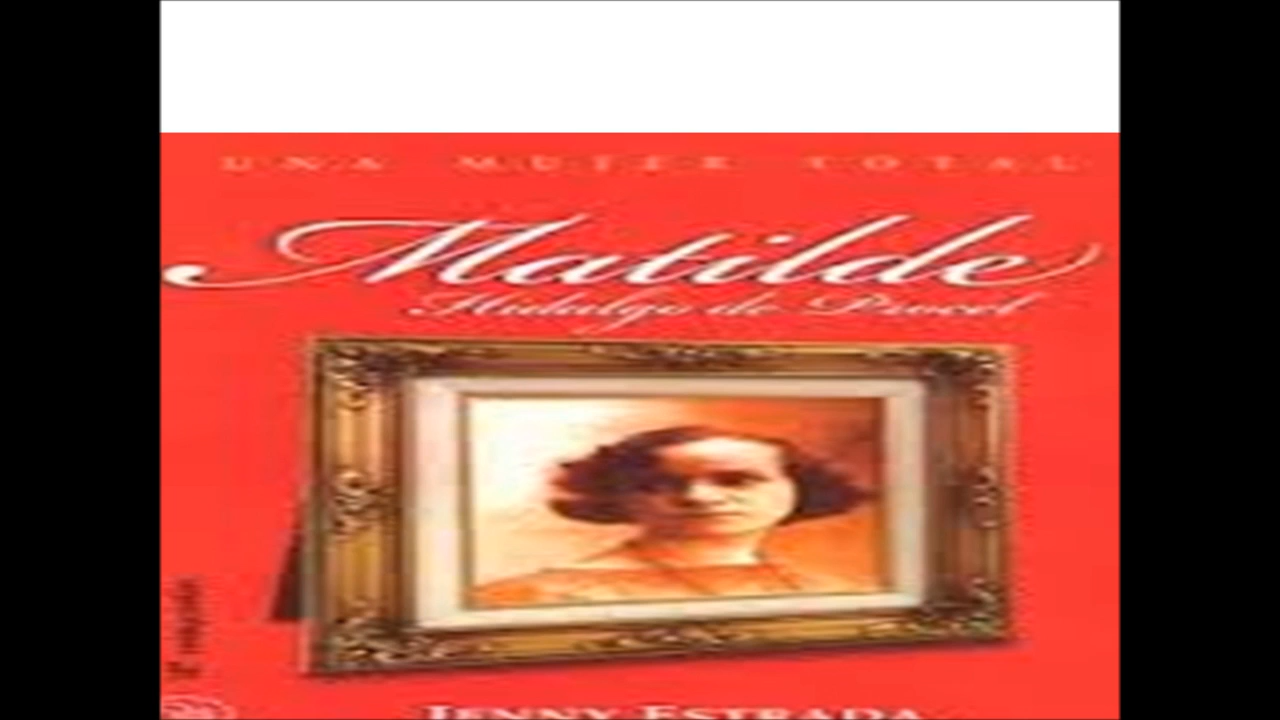 UNA MUJER TOTAL
Matilde
Hidalgo de Procel
JENNY ESTRADA